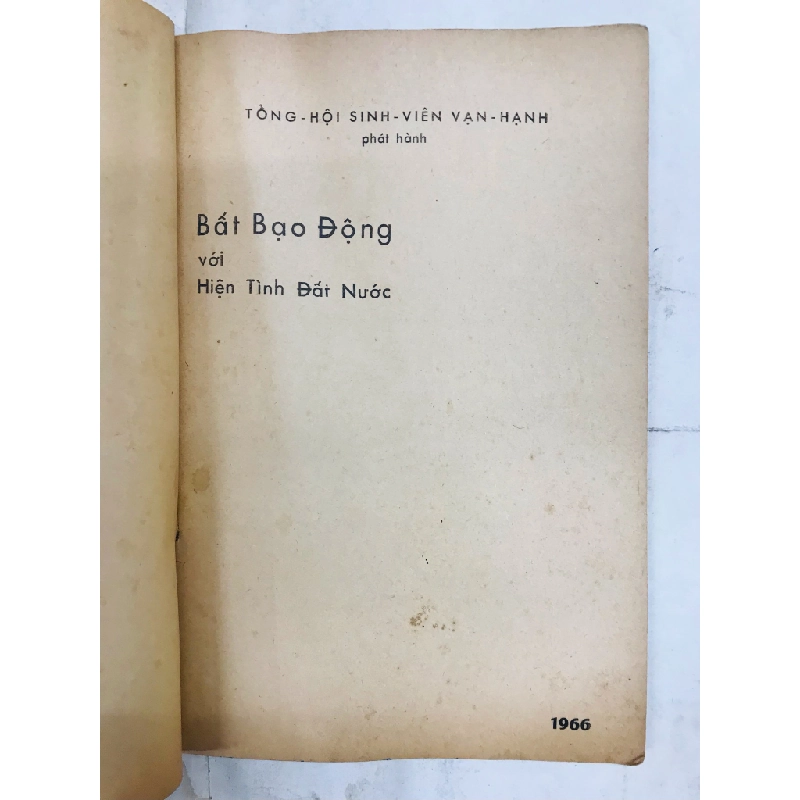 TỔNG-HỘI SINH-VIÊN VẠN-HẠNH
phát hành
Bất Bạo Động
với
Hiện Tình Đất Nước
1966